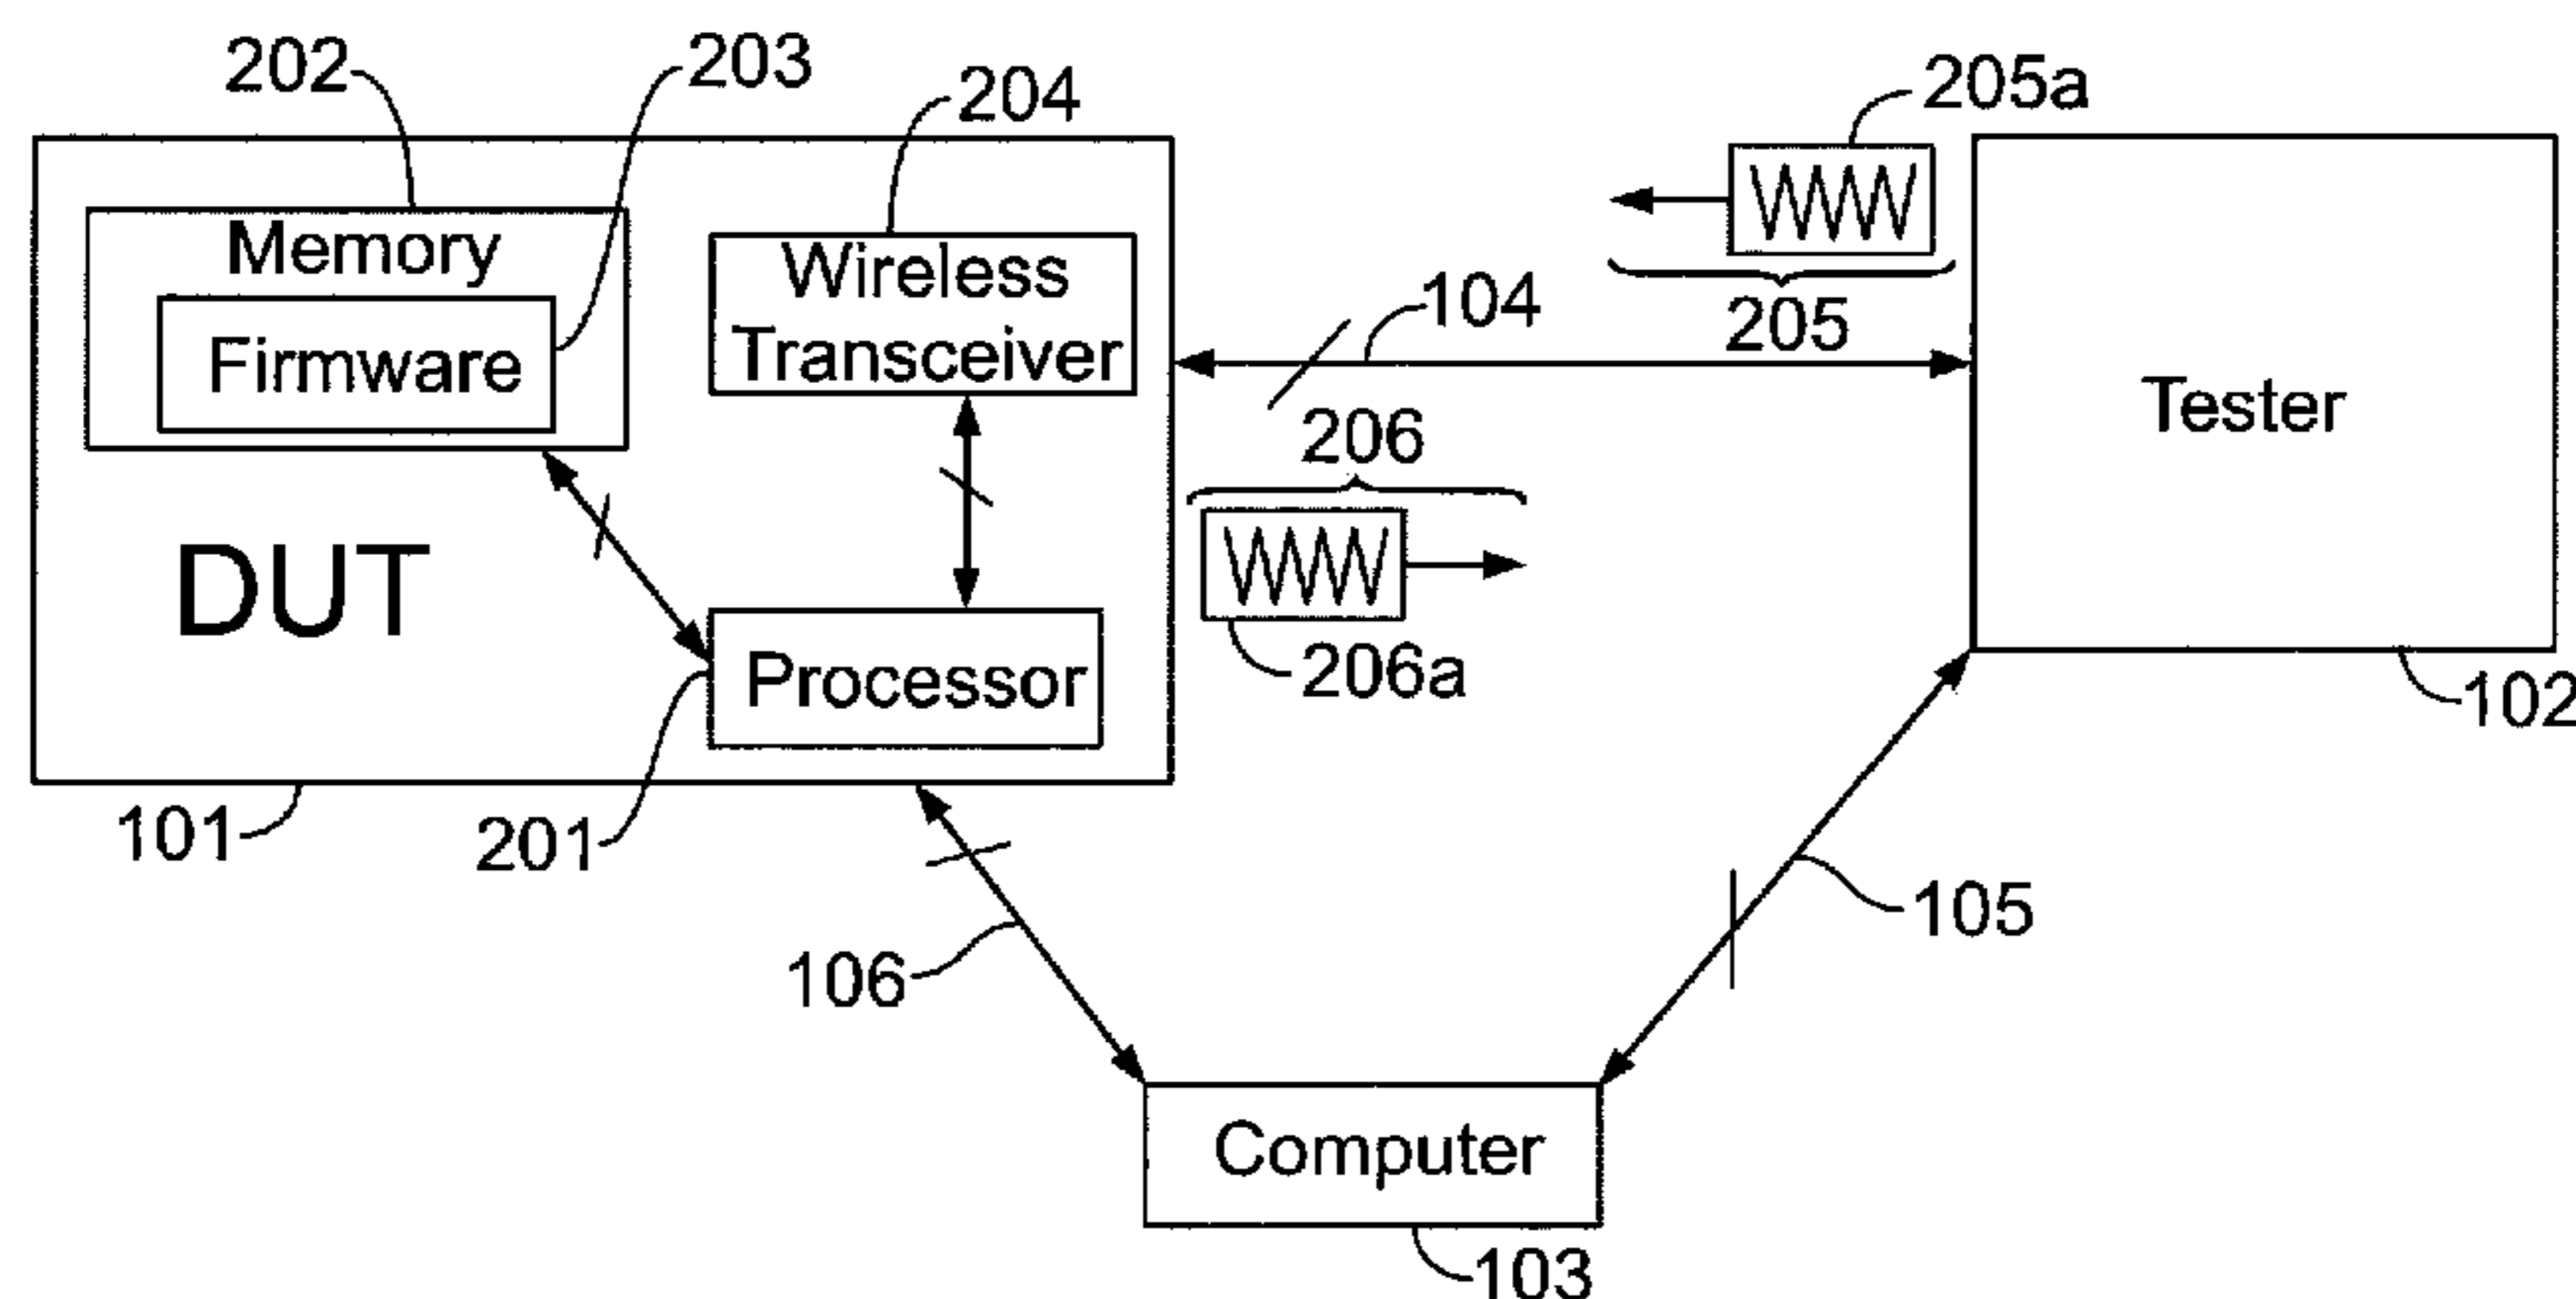 202
203
204
205a
Memory
Firmware
Wireless
Transceiver
104
205
Tester
206
DUT
206a
Processor
102
101
201
105
106
Computer
103